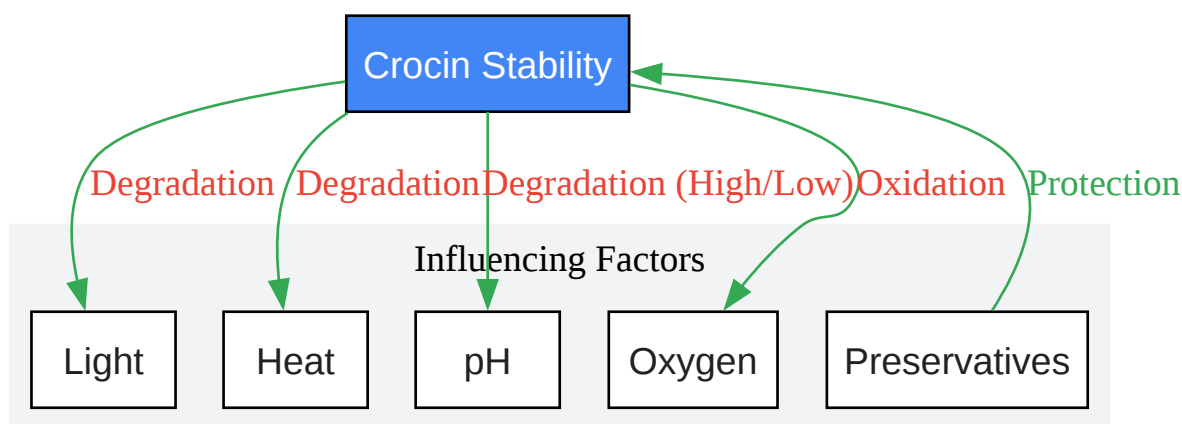 Crocin Stability
Degradation
Degradation
Degradation (High/Low)
Oxidation
Protection
Influencing Factors
Light
Heat
pH
Oxygen
Preservatives